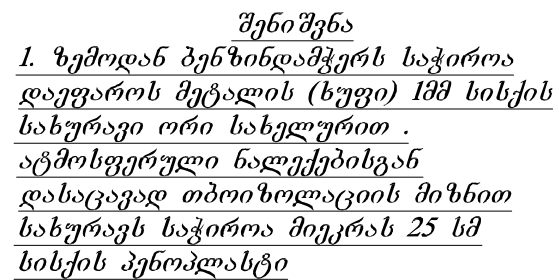 შენიშვნა
1. ზემოდან ბენზინდამჭერს საჭიროა
დაეფაროს მეტალის (ხუფი) 1მმ სისქის
სახურავი ორი სახელურით .
ატმოსფერული ნალექებისგან
დასაცავად თბოიზოლაციის მიზნით
სახურავს საჭიროა მიეკრას 25 სმ
სისქის პენოპლასტი